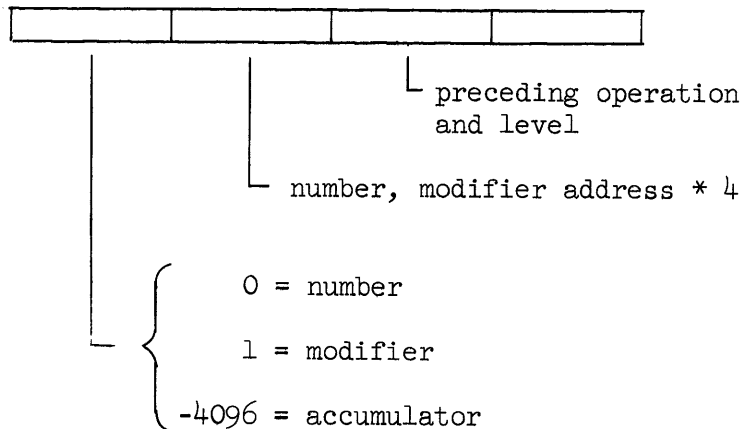 preceding operation
and level
number, modifier address * 4
0 = number
1 = modifier
-4096 = accumulator